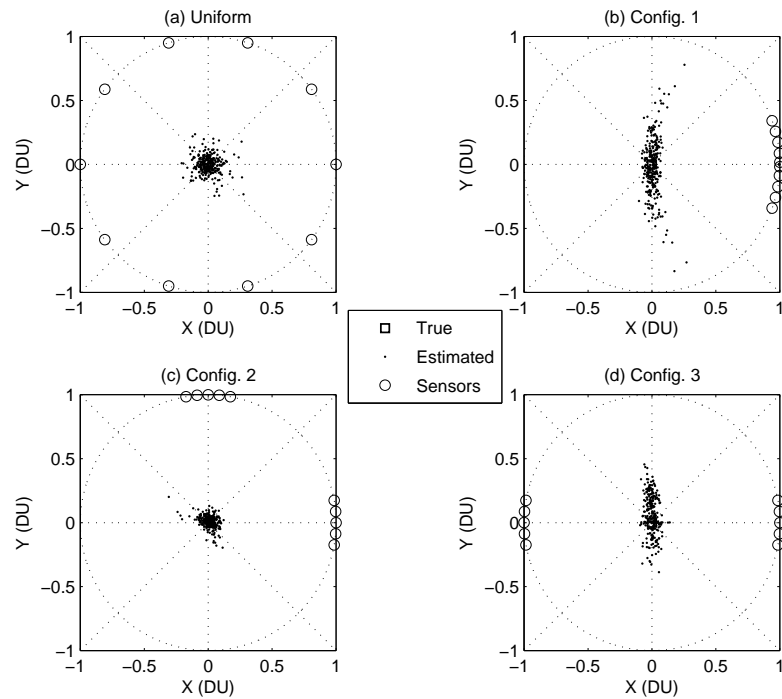 (a) Uniform
1
0.5
0
−0.5
−1
Y (DU)
−1 −0.5 0 0.5 1
X (DU)
(b) Config. 1
1
0.5
0
−0.5
−1
Y (DU)
−1 −0.5 0 0.5 1
X (DU)
True
Estimated
Sensors
(c) Config. 2
1
0.5
0
−0.5
−1
Y (DU)
−1 −0.5 0 0.5 1
X (DU)
(d) Config. 3
1
0.5
0
−0.5
−1
Y (DU)
−1 −0.5 0 0.5 1
X (DU)